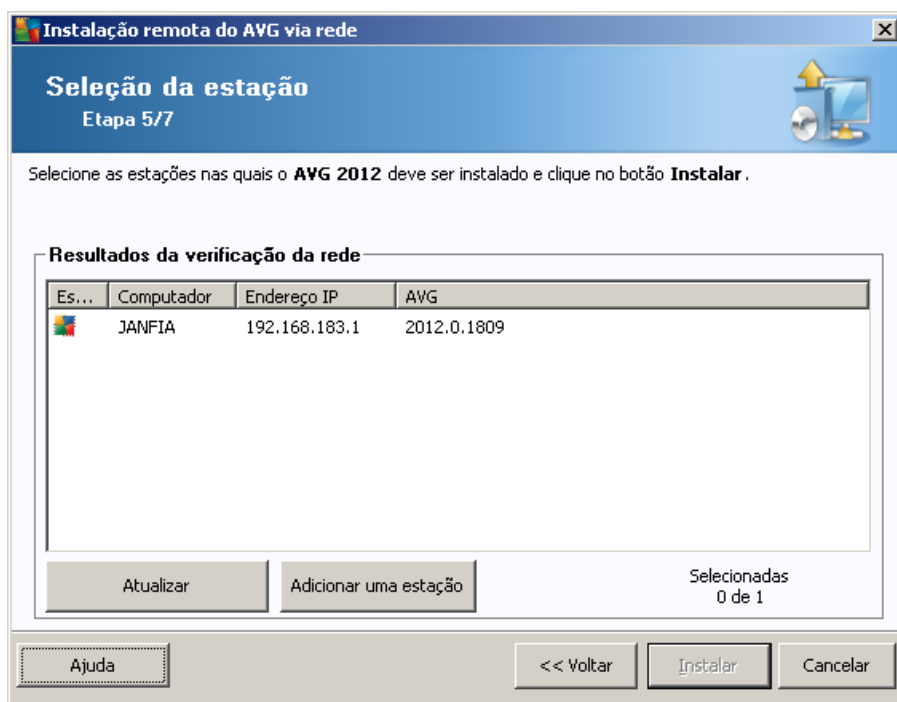 Instalação remota do AVG via rede
Seleção da estação
Etapa 5/7
Selecione as estações nas quais o AVG 2012 deve ser instalado e clique no botão Instalar.
Resultados da verificação da rede
Es... Computador Endereço IP AVG
JANFIA 192.168.183.1 2012.0.1809
Atualizar Adicionar uma estação Selecionadas
0 de 1
Ajuda << Voltar Instalar Cancelar